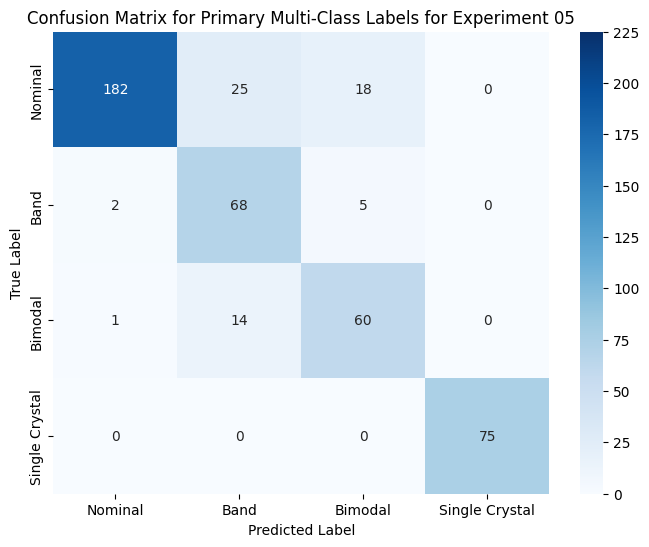 Confusion Matrix for Primary Multi-Class Labels for Experiment 05
True Label
Nominal
182 25 18 0
Band
2 68 5 0
Bimodal
1 14 60 0
Single Crystal
0 0 0 75
Nominal Band Bimodal Single Crystal
Predicted Label
225
200
175
150
125
100
75
50
25
0